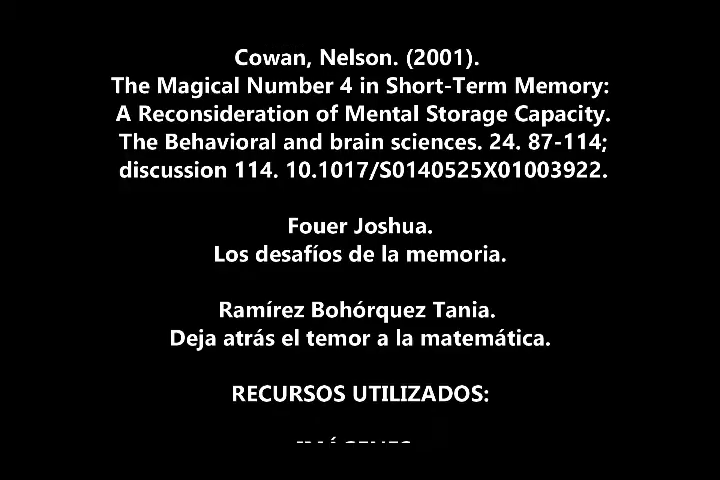 Cowan, Nelson. (2001).
The Magical Number 4 in Short-Term Memory:
A Reconsideration of Mental Storage Capacity.
The Behavioral and brain sciences. 24. 87-114;
discussion 114. 10.1017/S0140525X01003922.
Fouer Joshua.
Los desafíos de la memoria.
Ramírez Bohórquez Tania.
Deja atrás el temor a la matemática.
RECURSOS UTILIZADOS: